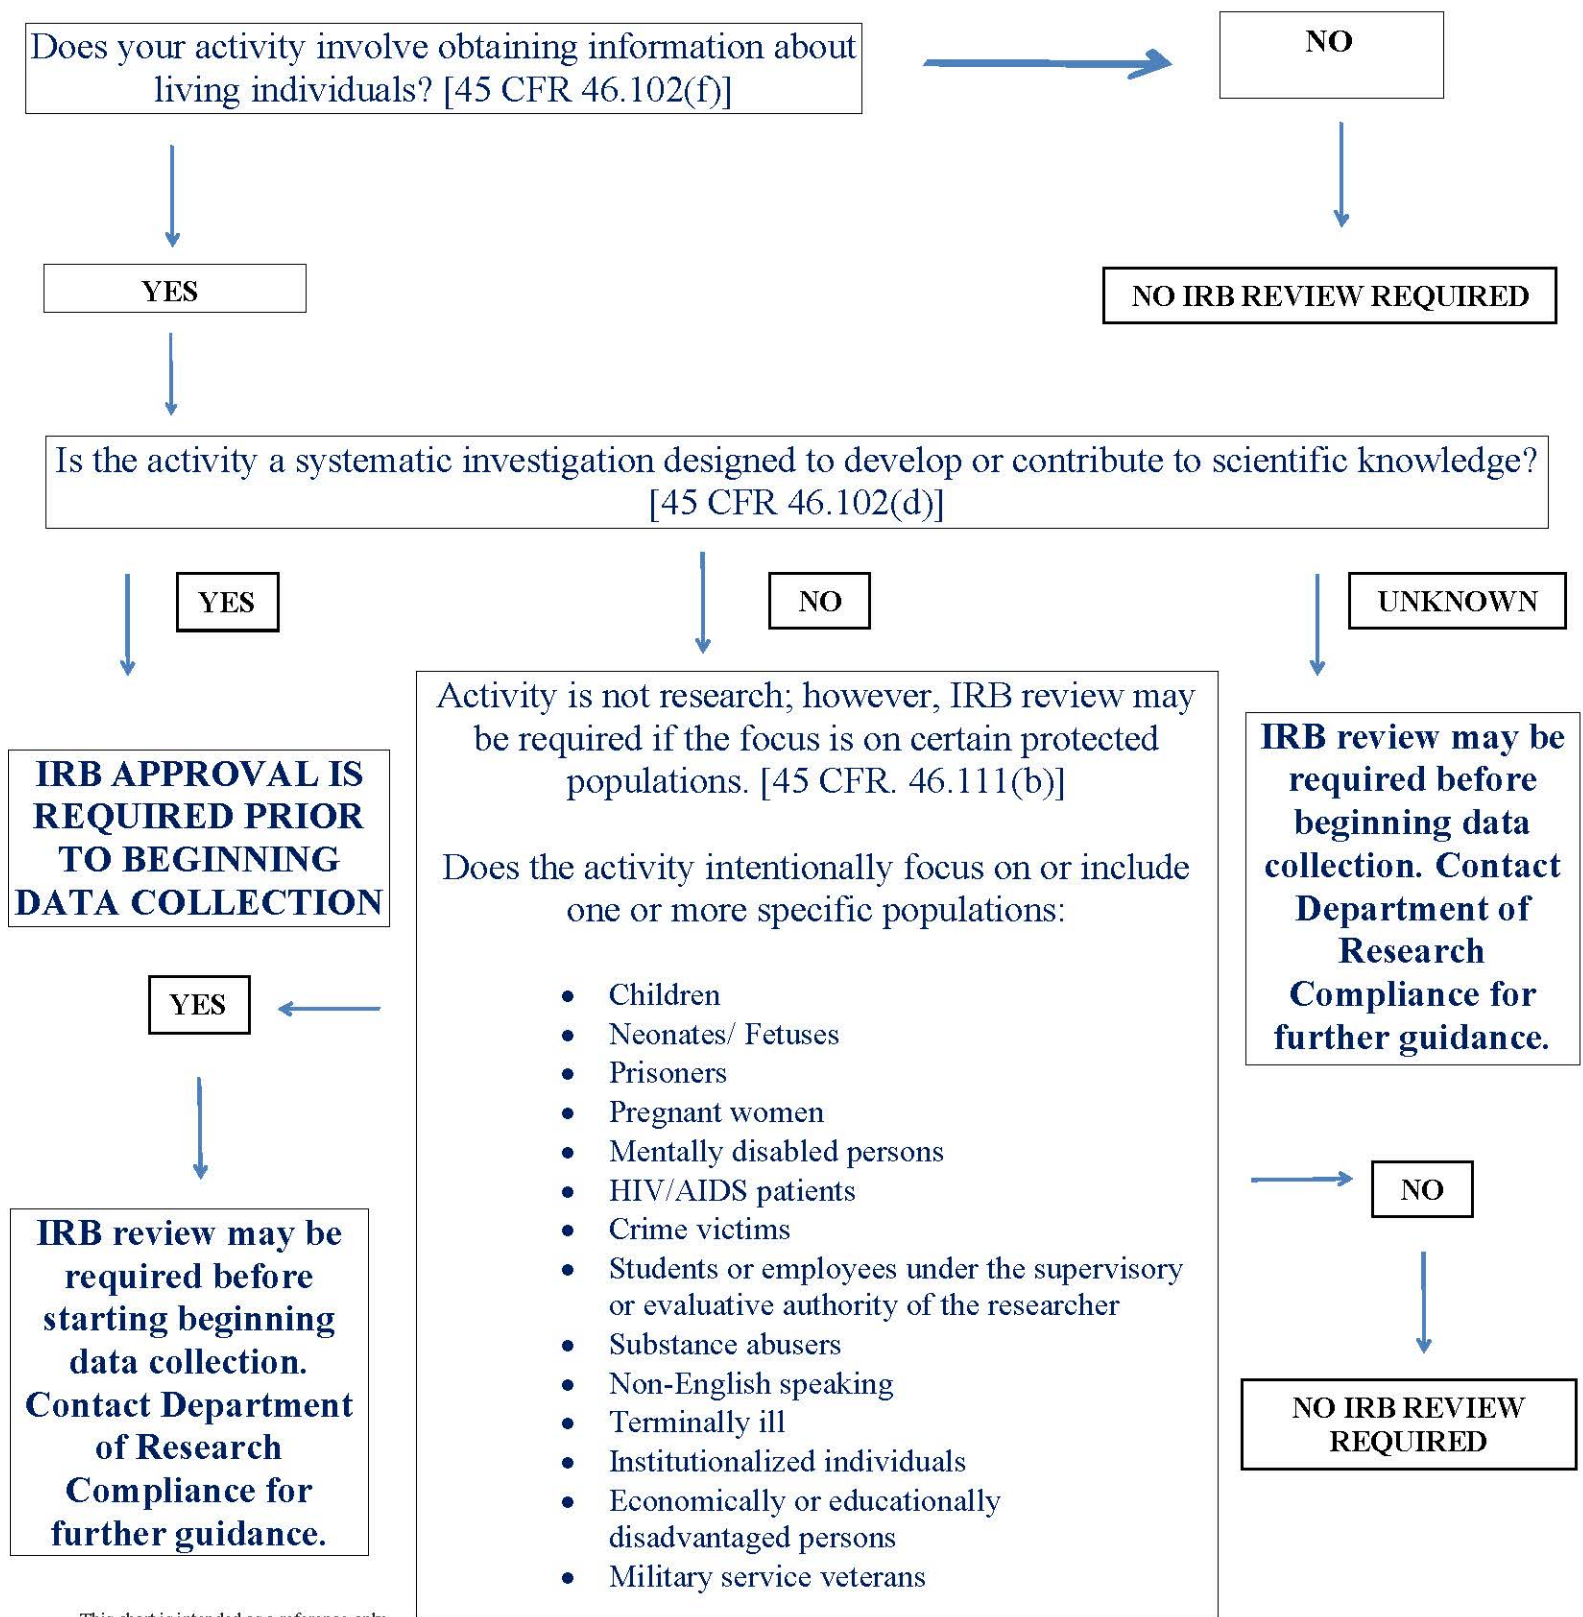 Does your activity involve obtaining information about
living individuals? [45 CFR 46.102(f)]
NO
YES
NO IRB REVIEW REQUIRED
Is the activity a systematic investigation designed to develop or contribute to scientific knowledge?
[45 CFR 46.102(d)]
YES
NO
UNKNOWN
IRB APPROVAL IS
REQUIRED PRIOR
TO BEGINNING
DATA COLLECTION
Activity is not research; however, IRB review may
be required if the focus is on certain protected
populations. [45 CFR. 46.111(b)]
Does the activity intentionally focus on or include
one or more specific populations:
• Children
• Neonates/ Fetuses
• Prisoners
• Pregnant women
• Mentally disabled persons
• HIV/AIDS patients
• Crime victims
• Students or employees under the supervisory
or evaluative authority of the researcher
• Substance abusers
• Non-English speaking
• Terminally ill
• Institutionalized individuals
• Economically or educationally
disadvantaged persons
• Military service veterans
IRB review may be
required before
beginning data
collection. Contact
Department of
Research
Compliance for
further guidance.
YES
IRB review may be
required before
starting beginning
data collection.
Contact Department
of Research
Compliance for
further guidance.
NO
NO IRB REVIEW
REQUIRED
This chart is intended as a reference only